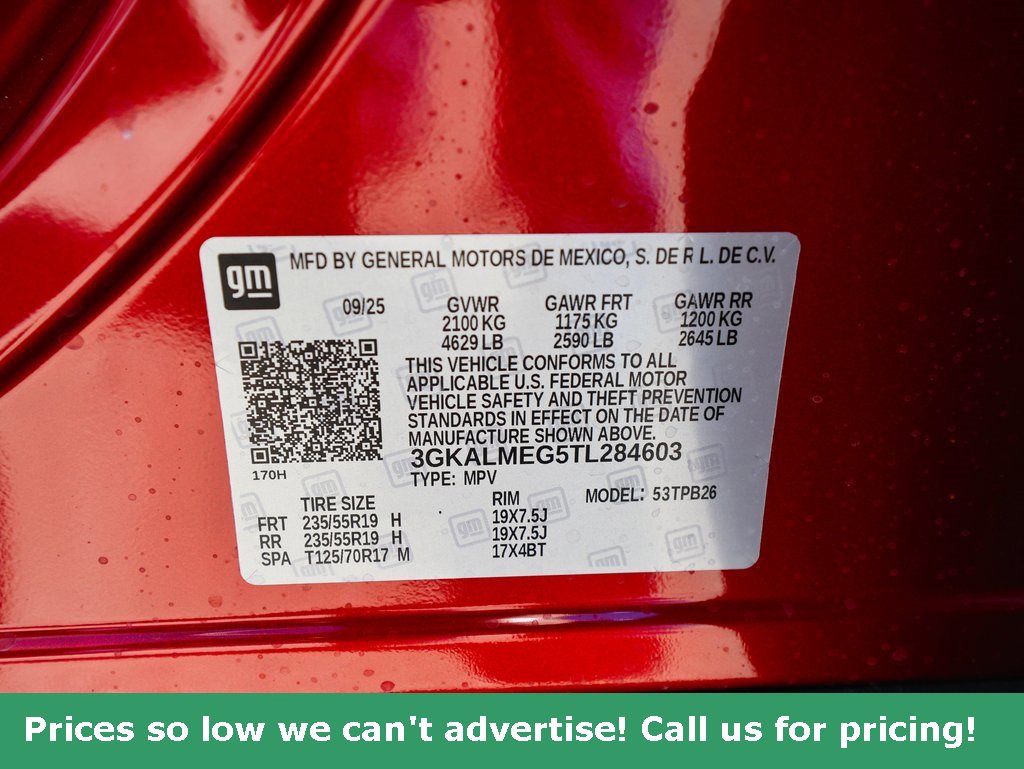 gm MFD BY GENERAL MOTORS DE MEXICO, S. DE R L. DE C.V.
09/25 GVWR GAWR FRT GAWR RR
2100 KG 1175 KG 1200 KG
4629 LB 2590 LB 2645 LB
THIS VEHICLE CONFORMS TO ALL
APPLICABLE U.S. FEDERAL MOTOR
VEHICLE SAFETY AND THEFT PREVENTION
STANDARDS IN EFFECT ON THE DATE OF
MANUFACTURE SHOWN ABOVE.
3GKALMEG5TL284603
170H
TYPE: MPV
TIRE SIZE RIM MODEL: 53TPB26
FRT 235/55R19 H 19X7.5J
RR 235/55R19 H 19X7.5J
SPA T125/70R17 M 17X4BT
Prices so low we can't advertise! Call us for pricing!